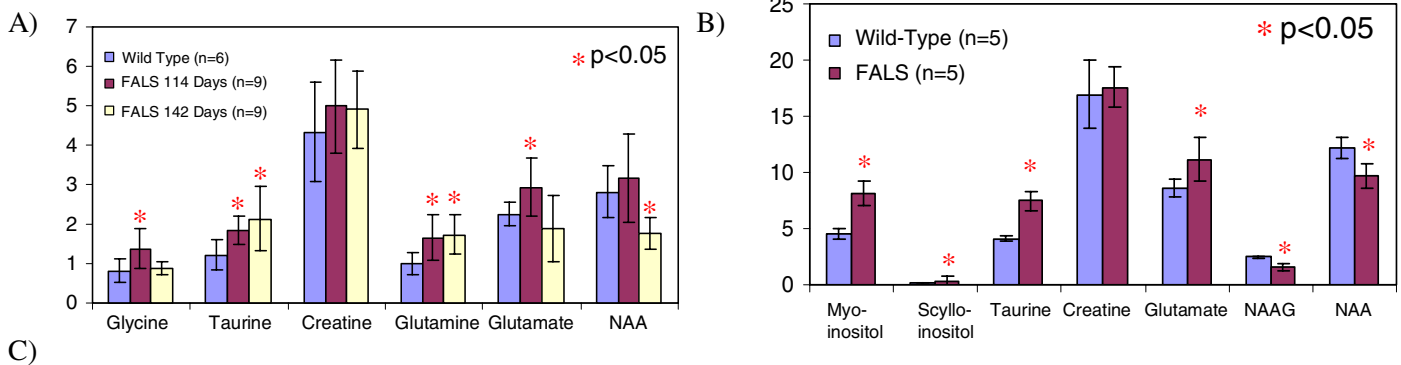 A)
7
6
5
4
3
2
1
0
Wild Type (n=6)
FALS 114 Days (n=9)
FALS 142 Days (n=9)
* p<0.05
* * * * * * *
Glycine Taurine Creatine Glutamine Glutamate NAA
B)
25
20
15
10
5
0
Wild-Type (n=5)
FALS (n=5)
* p<0.05
* * * * * *
Myo-
inositol
Scyllo-
inositol
Taurine Creatine Glutamate NAAG NAA
C)